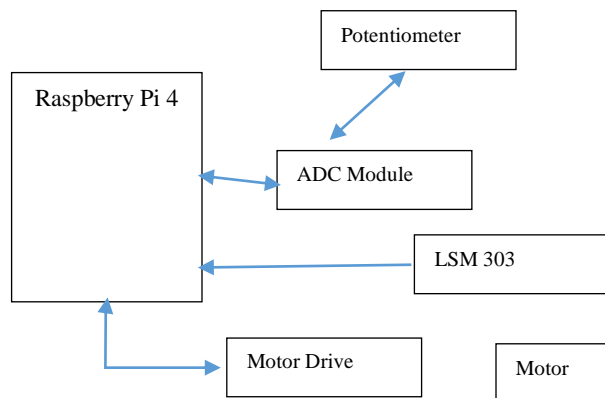 Potentiometer
Raspberry Pi 4
ADC Module
LSM 303
Motor Drive
Motor